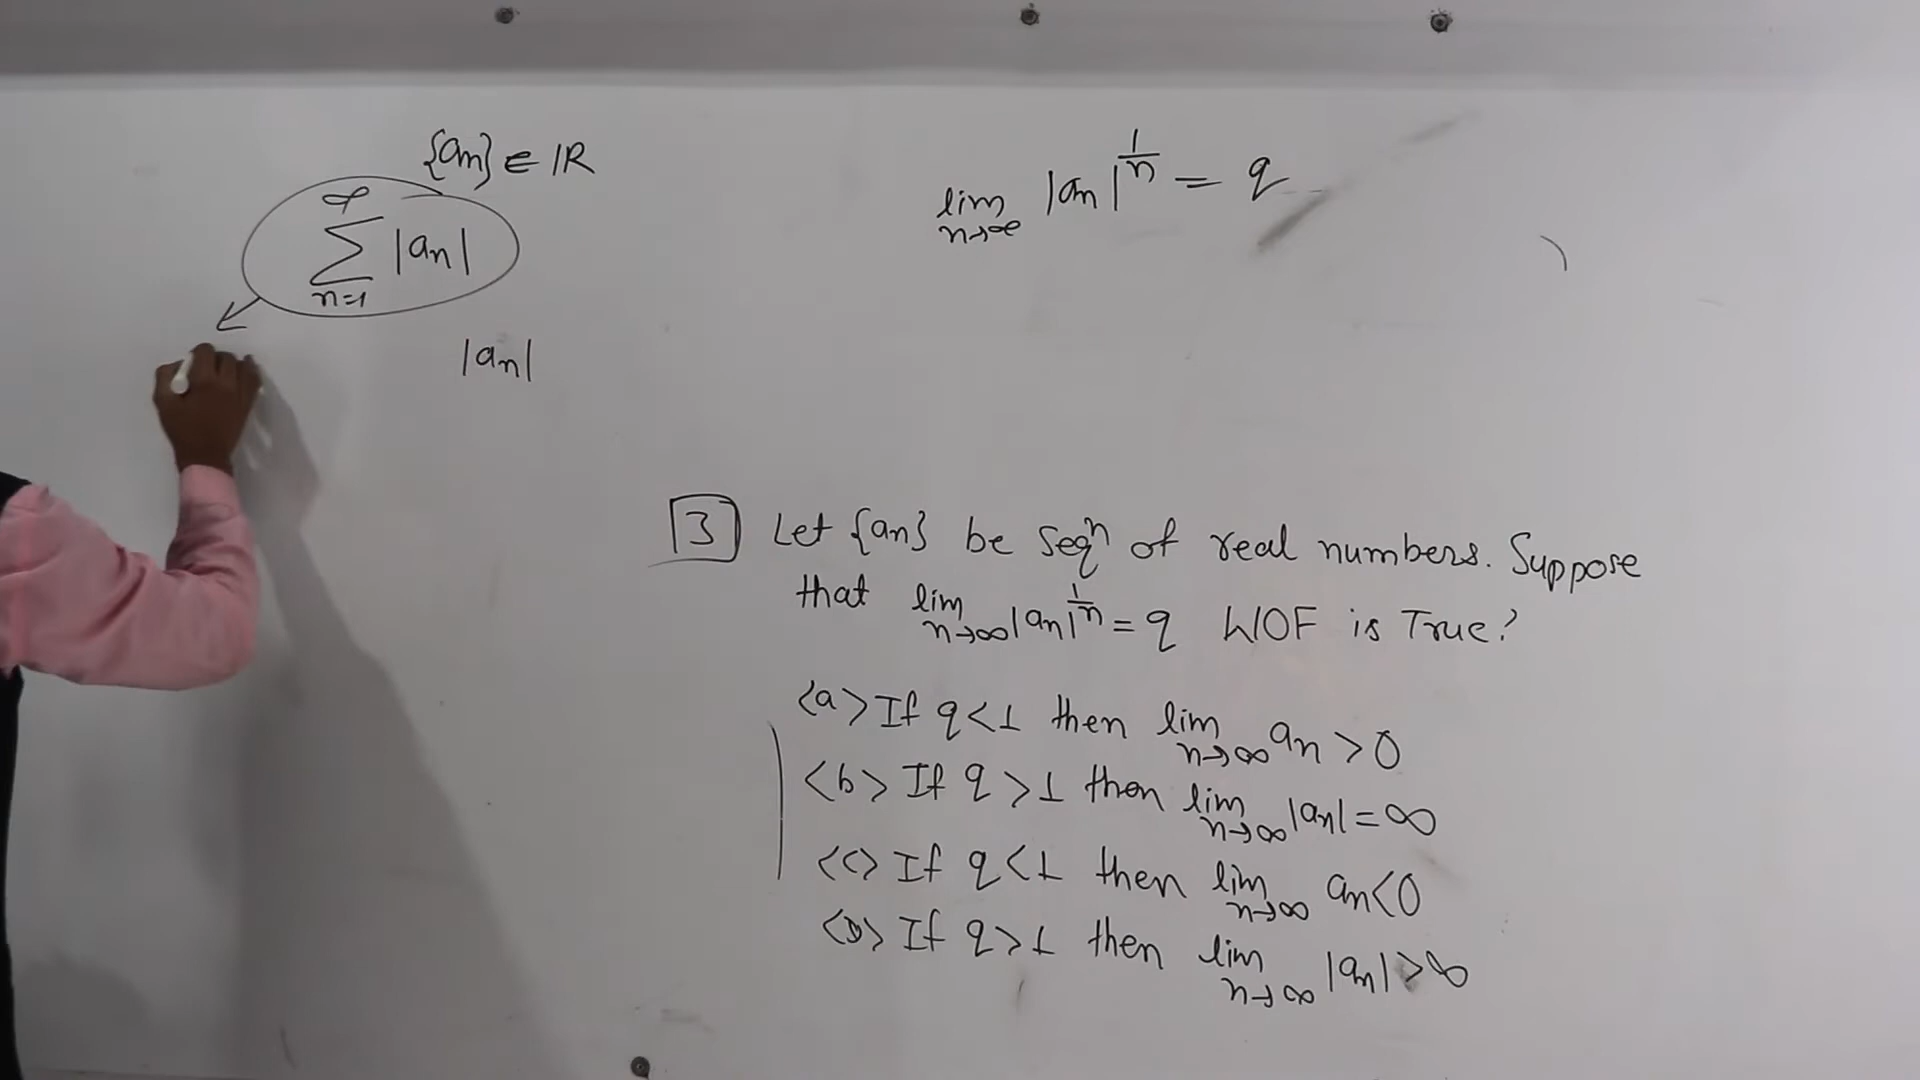 {an} ∈ IR
∞
∑ |an|
n=1
|an|
lim |an|^(1/n) = q
n→∞
3 Let {an} be seqⁿ of real numbers. Suppose
that lim |an|^(1/n) = q WOF is True?
n→∞
<a> If q<1 then lim an > 0
n→∞
<b> If q>1 then lim |an| = ∞
n→∞
<c> If q<1 then lim an < 0
n→∞
<D> If q>1 then lim |an| > ∞
n→∞